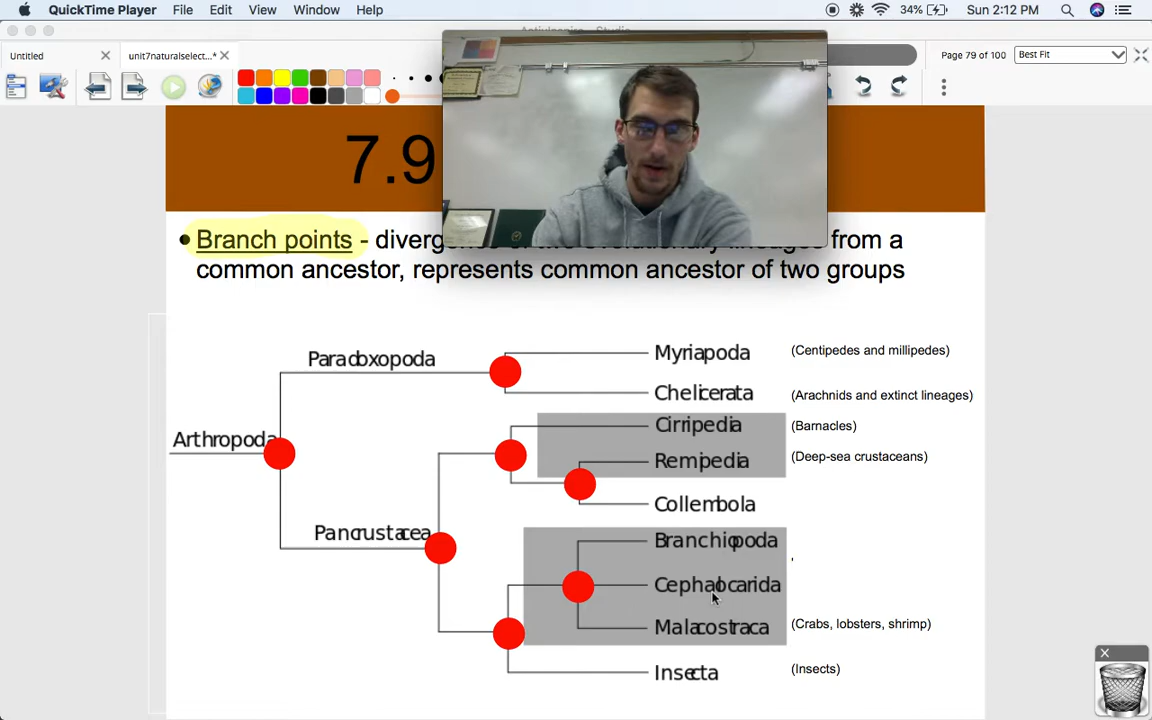 QuickTime Player File Edit View Window Help 34% Sun 2:12 PM
Untitled unit7naturalselect...* Page 79 of 100 Best Fit
7.9
• Branch points - from a
common ancestor, represents common ancestor of two groups
Paradoxopoda
Myriapoda (Centipedes and millipedes)
Chelicerata (Arachnids and extinct lineages)
Arthropoda
Cirripedia (Barnacles)
Remipedia (Deep-sea crustaceans)
Collembola
Pancrustacea
Branchiopoda
Cephalocarida
Malacostraca (Crabs, lobsters, shrimp)
Insecta (Insects)